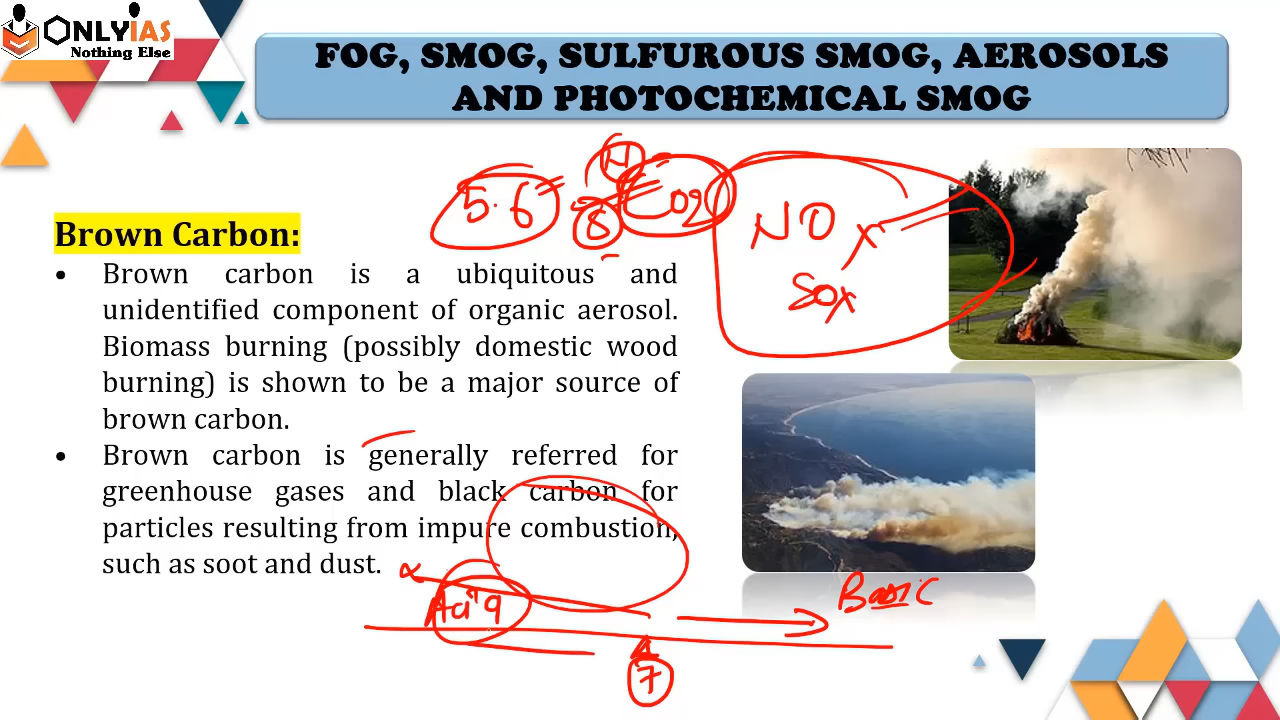 ONLYIAS
Nothing Else
FOG, SMOG, SULFUROUS SMOG, AEROSOLS
AND PHOTOCHEMICAL SMOG
5.6
8
CO2
NO
x
SOx
Brown Carbon:
• Brown carbon is a ubiquitous and
unidentified component of organic aerosol.
Biomass burning (possibly domestic wood
burning) is shown to be a major source of
brown carbon.
• Brown carbon is generally referred for
greenhouse gases and black carbon for
particles resulting from impure combustion,
such as soot and dust.
Basic
7